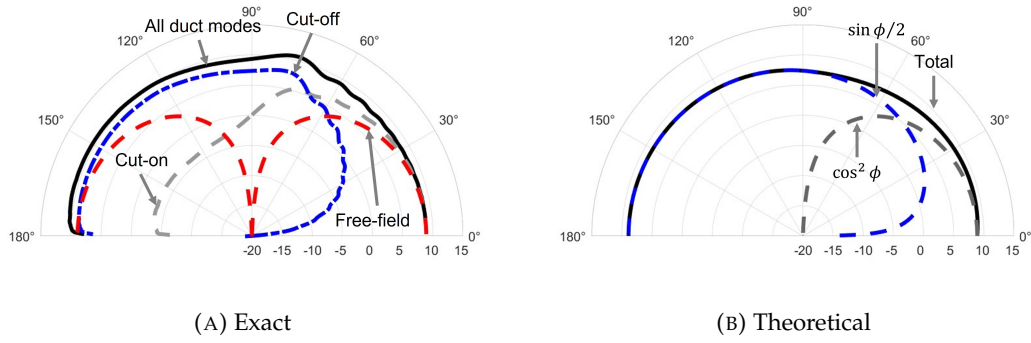 90°
Cut-off
All duct modes
120°
60°
150°
30°
Cut-on
Free-field
180°
-20 -15 -10 -5 0 5 10 15
0°
(A) Exact
90°
sin ϕ/2
120°
60°
Total
150°
30°
cos² ϕ
180°
-20 -15 -10 -5 0 5 10 15
0°
(B) Theoretical